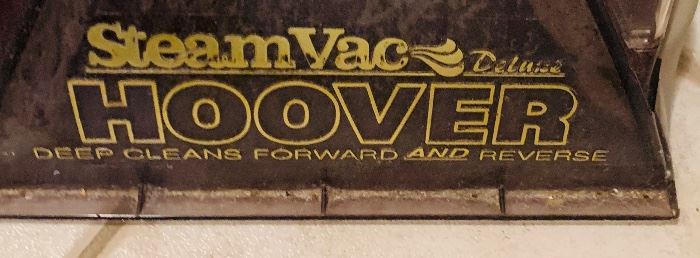 SteamVac Deluxe
HOOVER
DEEP CLEANS FORWARD AND REVERSE